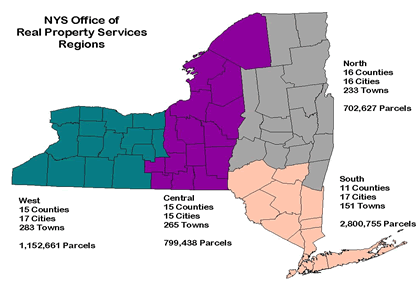 NYS Office of
Real Property Services
Regions
North
16 Counties
16 Cities
233 Towns
702,627 Parcels
South
11 Counties
17 Cities
151 Towns
2,800,755 Parcels
West
15 Counties
17 Cities
283 Towns
1,152,661 Parcels
Central
15 Counties
15 Cities
265 Towns
799,438 Parcels